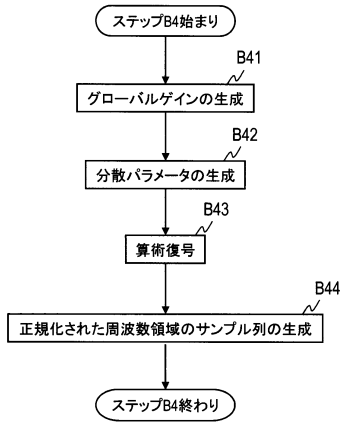 ステップB4始まり
B41
グローバルゲインの生成
B42
分散パラメータの生成
B43
算術復号
B44
正規化された周波数領域のサンプル列の生成
ステップB4終わり